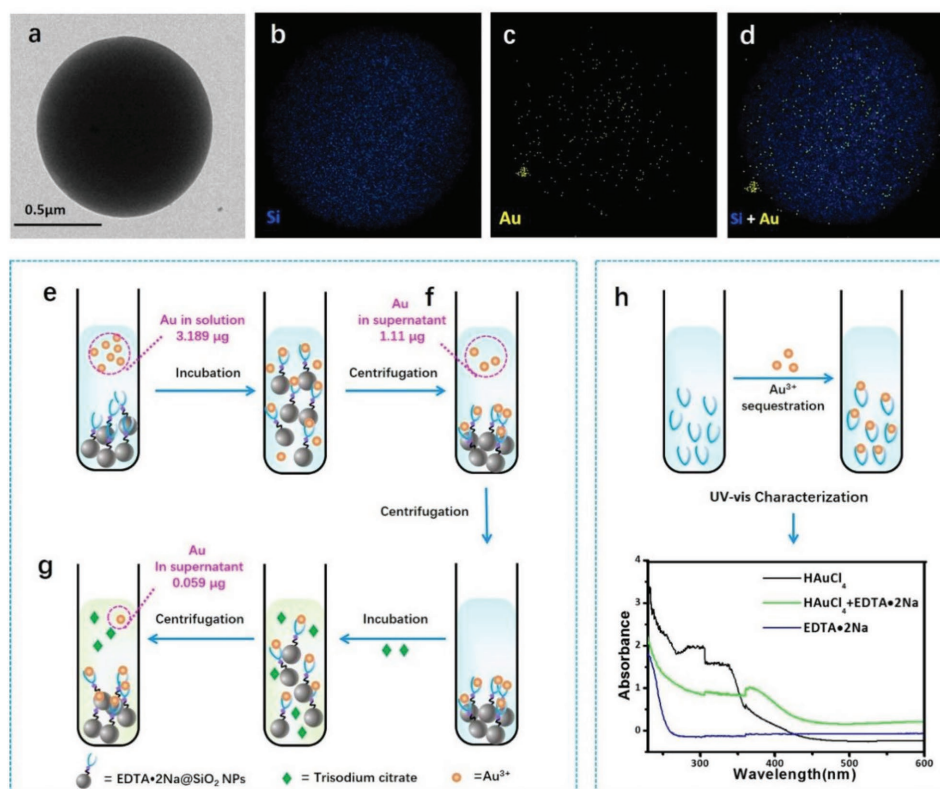 a
b
c
d
0.5μm
Si
Au
Si + Au
e
Au in solution
3.189 μg
Incubation
Centrifugation
f
Au
in supernatant
1.11 μg
Centrifugation
g
Au
In supernatant
0.059 μg
Centrifugation
Incubation
= EDTA•2Na@SiO₂ NPs
= Trisodium citrate
=Au³⁺
h
Au³⁺
sequestration
UV-vis Characterization
Absorbance
4
3
2
1
0
HAuCl₄
HAuCl₄+EDTA•2Na
EDTA•2Na
300
400
500
600
Wavelength(nm)